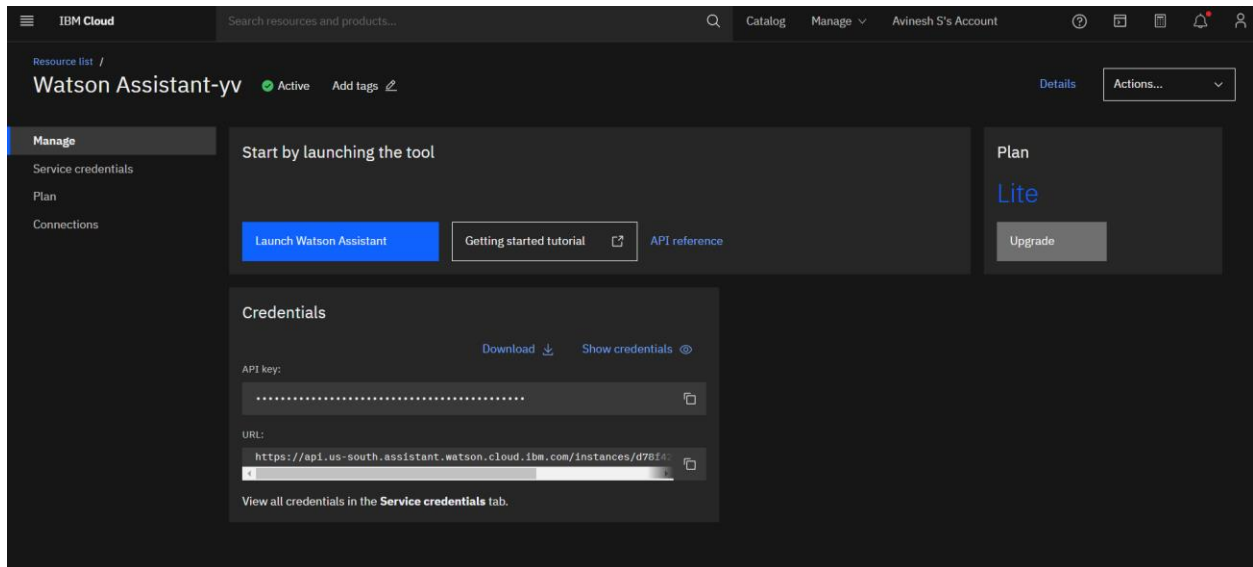 IBM Cloud
Search resources and products...
Catalog
Manage
Avinesh S's Account
Resource list /
Watson Assistant-yv
Active
Add tags
Details
Actions...
Manage
Service credentials
Plan
Connections
Start by launching the tool
Launch Watson Assistant
Getting started tutorial
API reference
Plan
Lite
Upgrade
Credentials
Download
Show credentials
API key:
URL:
https://api.us-south.assistant.watson.cloud.ibm.com/instances/d78f42
View all credentials in the Service credentials tab.